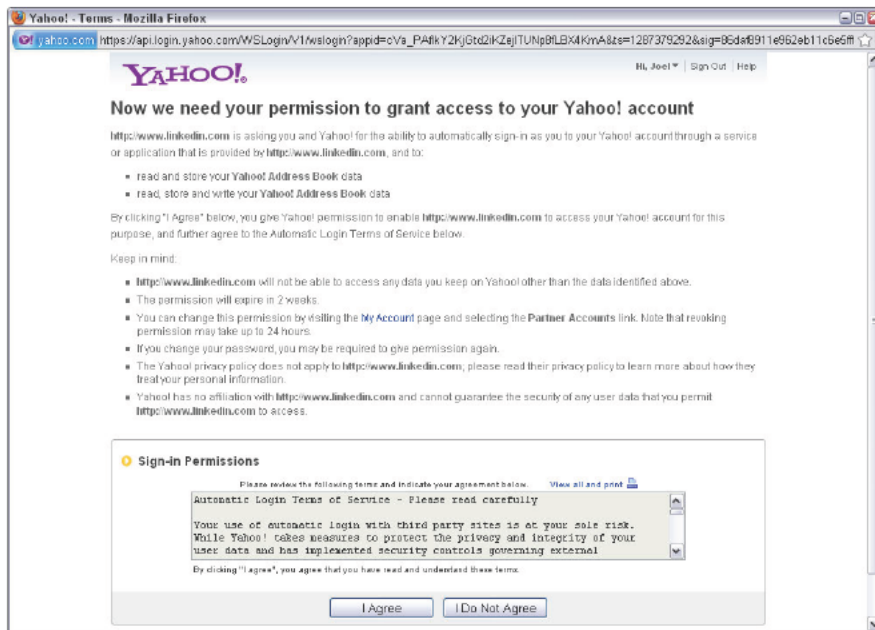 Yahoo! - Terms - Mozilla Firefox
yahoo.com
YAHOO!
Hi, Joel Sign Out Help
Now we need your permission to grant access to your Yahoo! account
http://www.linkedin.com is asking you and Yahoo! for the ability to automatically sign-in as you to your Yahoo! account through a service
or application that is provided by http://www.linkedin.com, and to:
read and store your Yahoo! Address Book data
read, store and write your Yahoo! Address Book data
By clicking "I Agree" below, you give Yahoo! permission to enable http://www.linkedin.com to access your Yahoo! account for this
purpose, and further agree to the Automatic Login Terms of Service below.
Keep in mind:
http://www.linkedin.com will not be able to access any data you keep on Yahoo! other than the data identified above.
The permission will expire in 2 weeks.
You can change this permission by visiting the My Account page and selecting the Partner Accounts link. Note that revoking
permission may take up to 24 hours.
If you change your password, you may be required to give permission again.
The Yahoo! privacy policy does not apply to http://www.linkedin.com; please read their privacy policy to learn more about how they
treat your personal information.
Yahoo! has no affiliation with http://www.linkedin.com and cannot guarantee the security of any user data that you permit
http://www.linkedin.com to access.
Sign-in Permissions
Please review the following terms and indicate your agreement below. View all and print
Automatic Login Terms of Service - Please read carefully
Your use of automatic login with third party sites is at your sole risk.
While Yahoo! takes measures to protect the privacy and integrity of your
user data and has implemented security controls governing external
By clicking "I agree", you agree that you have read and understand these terms.
I Agree I Do Not Agree